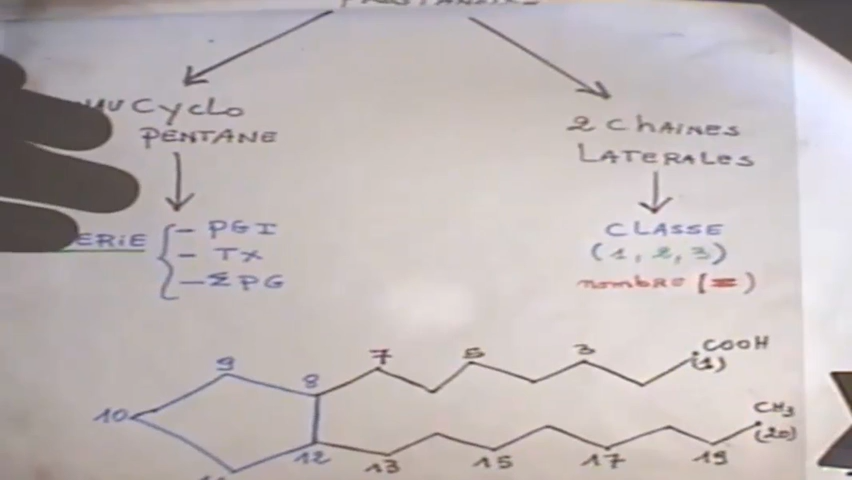 Cyclo
PENTANE
2 CHAINES
LATERALES
- PGI
- TX
- Σ PG
CLASSE
(1, 2, 3)
nombre (=)
7
5
3
COOH
(1)
9
8
10
12
13
15
17
19
CH3
(20)